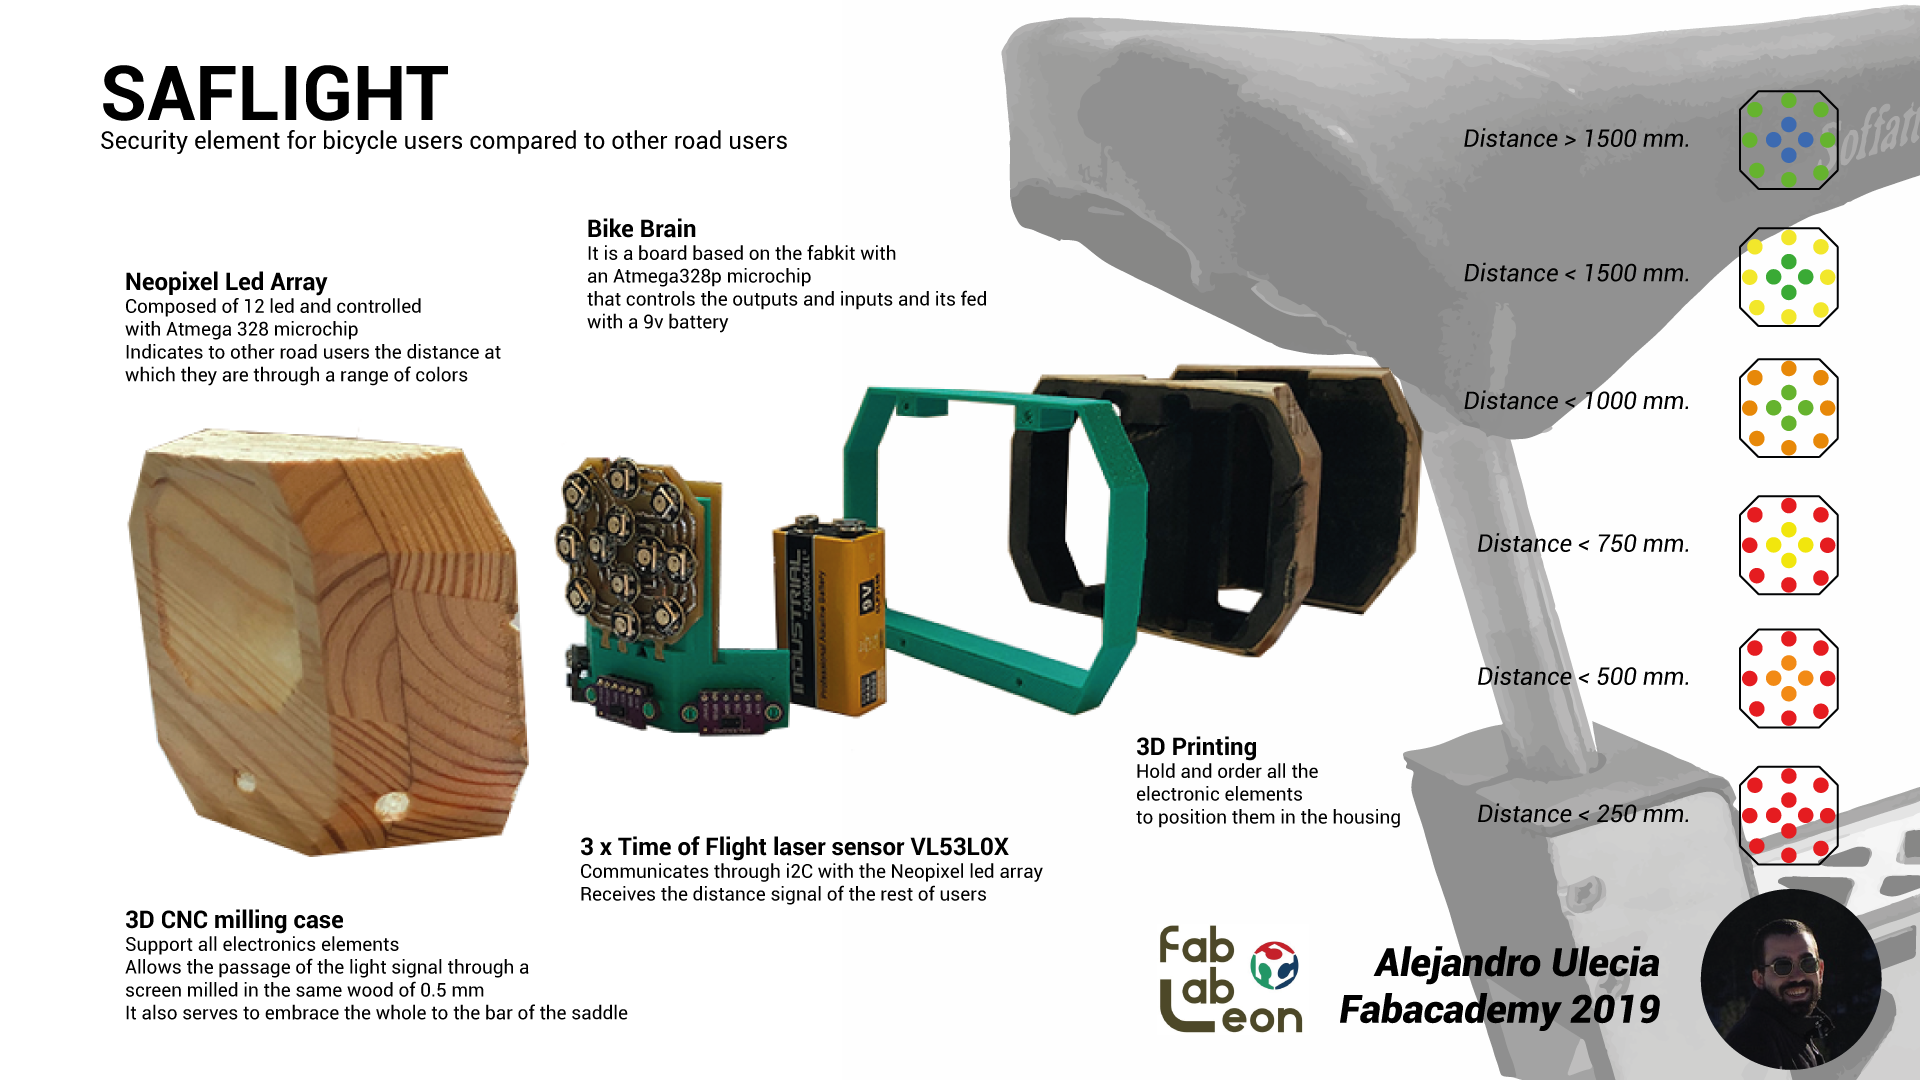 SAFLIGHT
Security element for bicycle users compared to other road users
Neopixel Led Array
Composed of 12 led and controlled
with Atmega 328 microchip
Indicates to other road users the distance at
which they are through a range of colors
Bike Brain
It is a board based on the fabkit with
an Atmega328p microchip
that controls the outputs and inputs and its fed
with a 9v battery
Distance > 1500 mm.
Soffatt
Distance < 1500 mm.
Distance < 1000 mm.
Distance < 750 mm.
Distance < 500 mm.
Distance < 250 mm.
INDUSTRIAL
by DURACELL
Professional Alkaline Battery
9V
3D Printing
Hold and order all the
electronic elements
to position them in the housing
3 x Time of Flight laser sensor VL53L0X
Communicates through i2C with the Neopixel led array
Receives the distance signal of the rest of users
3D CNC milling case
Support all electronics elements
Allows the passage of the light signal through a
screen milled in the same wood of 0.5 mm
It also serves to embrace the whole to the bar of the saddle
Fab
Lab
Leon
Alejandro Ulecia
Fabacademy 2019